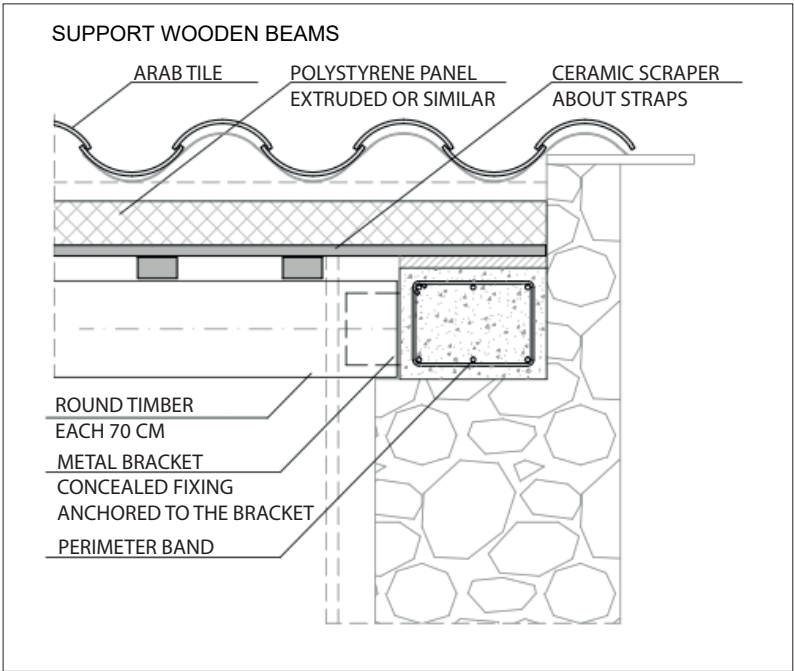 SUPPORT WOODEN BEAMS
ARAB TILE
POLYSTYRENE PANEL
EXTRUDED OR SIMILAR
CERAMIC SCRAPER
ABOUT STRAPS
ROUND TIMBER
EACH 70 CM
METAL BRACKET
CONCEALED FIXING
ANCHORED TO THE BRACKET
PERIMETER BAND